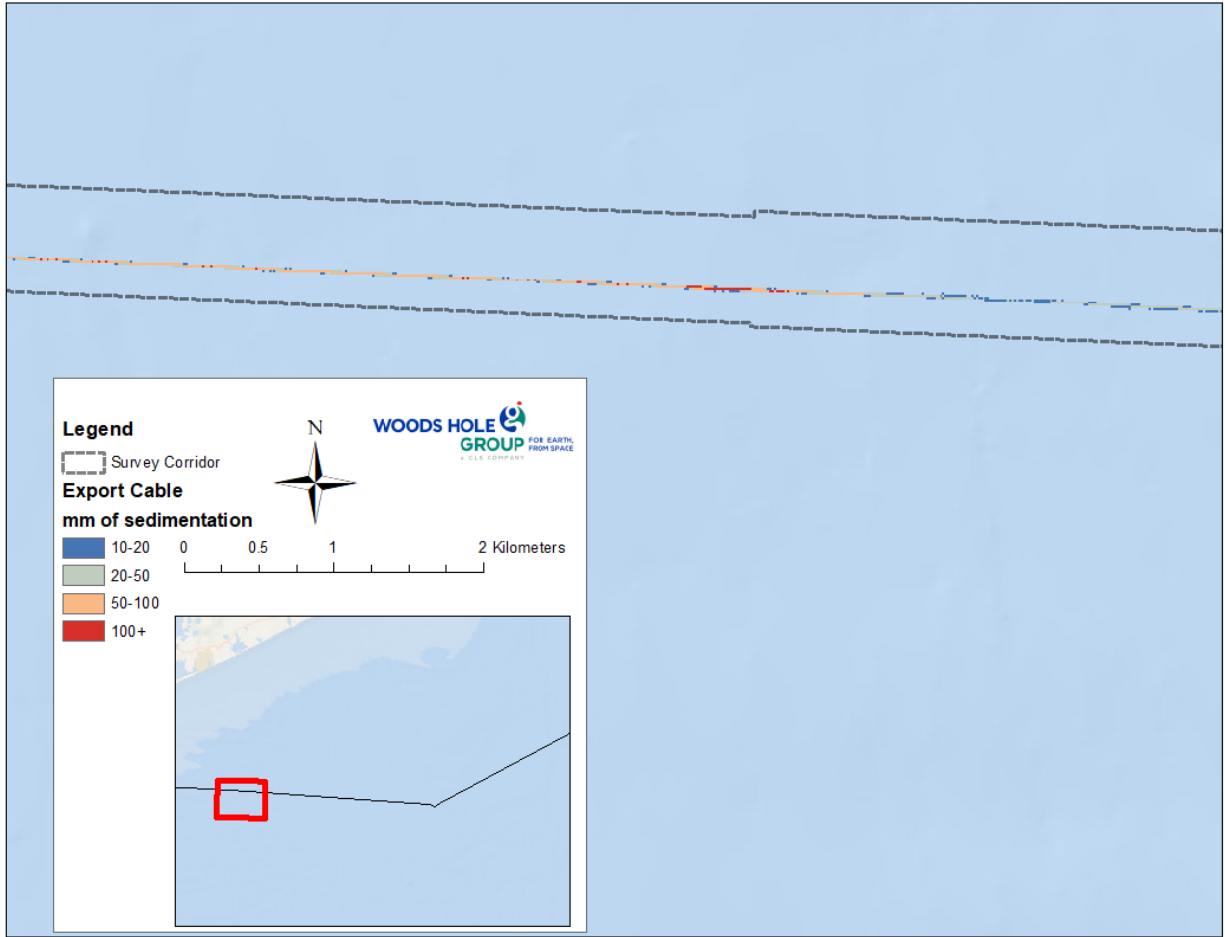 Legend
Survey Corridor
Export Cable
mm of sedimentation
10-20
20-50
50-100
100+
N
WOODS HOLE
GROUP
FOR EARTH,
FROM SPACE
A CLS COMPANY
0 0.5 1 2 Kilometers